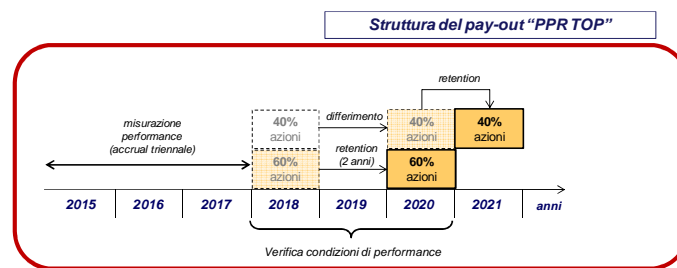 Struttura del pay-out “PPR TOP”
retention
misurazione
performance
(accrual triennale)
40%
azioni
differimento
40%
azioni
40%
azioni
60%
azioni
retention
(2 anni)
60%
azioni
2015
2016
2017
2018
2019
2020
2021
anni
Verifica condizioni di performance